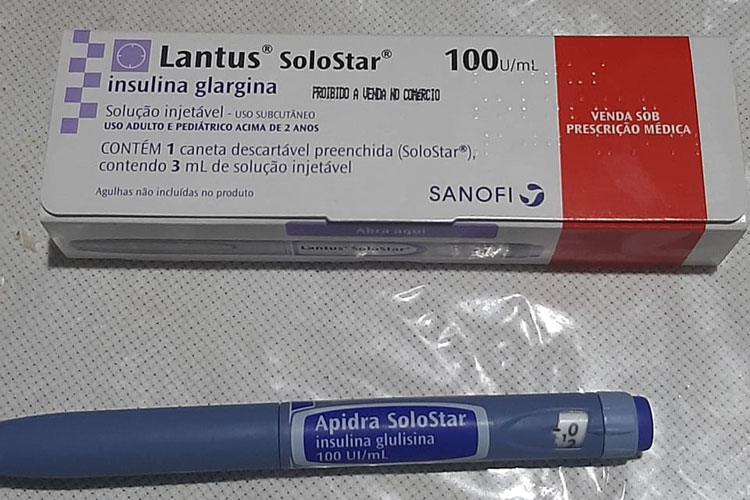 Lantus® SoloStar® 100U/mL
insulina glargina PROIBIDO A VENDA NO COMERCIO
Solução injetável - USO SUBCUTÂNEO
USO ADULTO E PEDIÁTRICO ACIMA DE 2 ANOS
CONTÉM 1 caneta descartável preenchida (SoloStar®),
contendo 3 mL de solução injetável
Agulhas não incluídas no produto
SANOFI
VENDA SOB
PRESCRIÇÃO MÉDICA
Abra aqui
Lantus® SoloStar®
Apidra SoloStar
insulina glulisina
100 UI/mL
0